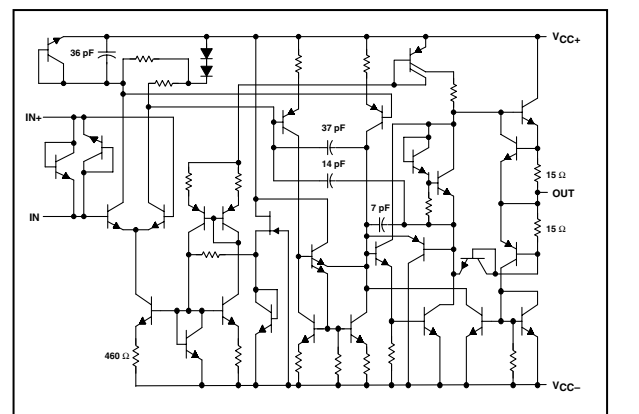 VCC+
36 pF
IN+
37 pF
14 pF
15 Ω
OUT
IN
7 pF
15 Ω
460 Ω
VCC−